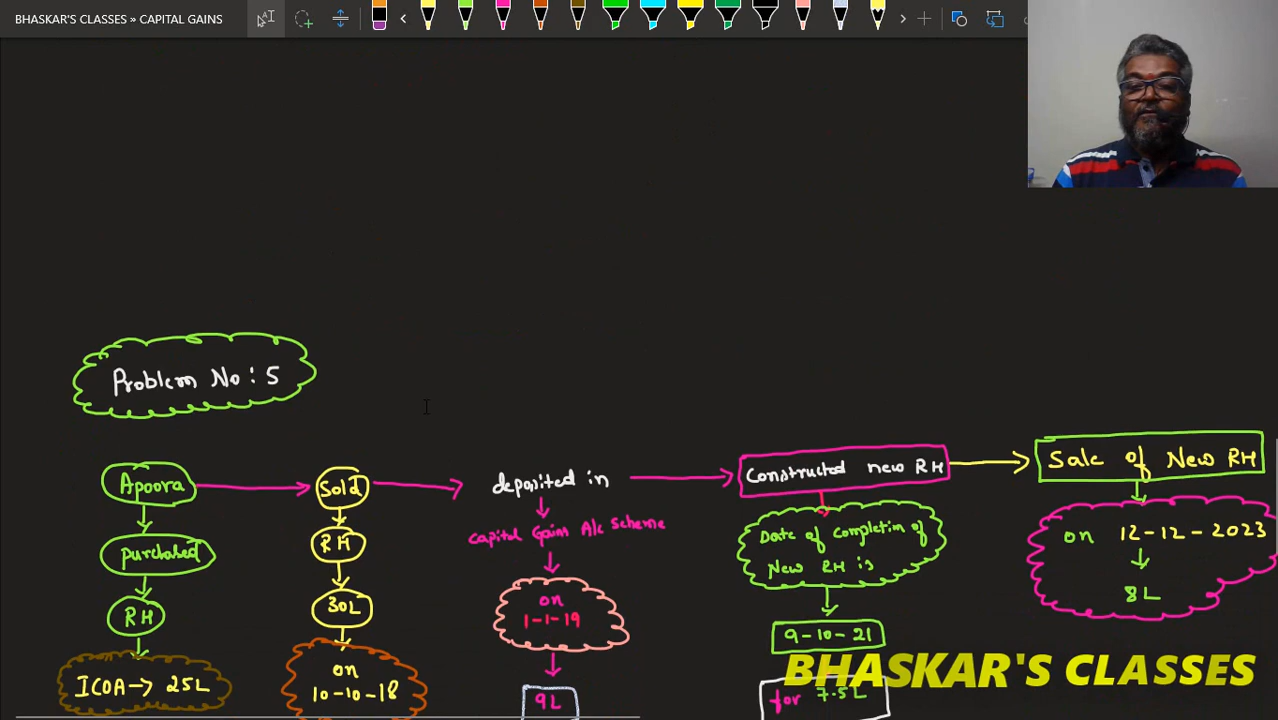 BHASKAR'S CLASSES » CAPITAL GAINS
Problem No: 5
Apoora
purchased
RH
ICOA → 25L
Sold
RH
30L
on
10-10-18
deposited in
Capital Gains A/c Scheme
on
1-1-19
9L
Constructed new RH
Date of completion of
New RH is
9-10-21
for 7.5L
Sale of New RH
on 12-12-2023
8L
BHASKAR'S CLASSES